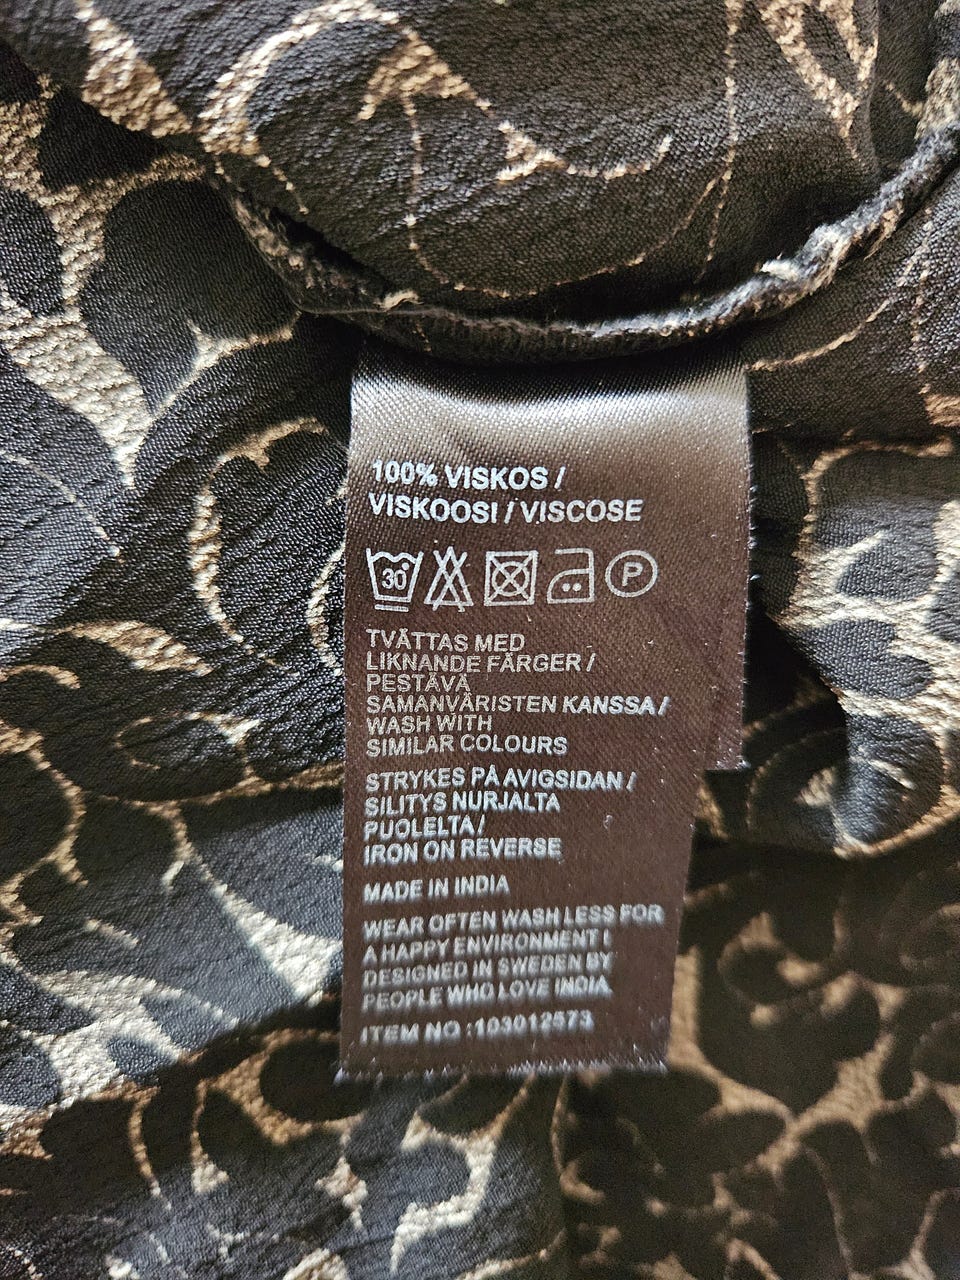 100% VISKOS /
VISKOOSI / VISCOSE
30 P
TVÄTTAS MED
LIKNANDE FÄRGER /
PESTÄVÄ
SAMANVÄRISTEN KANSSA /
WASH WITH
SIMILAR COLOURS
STRYKES PÅ AVIGSIDAN /
SILITYS NURJALTA
PUOLELTA /
IRON ON REVERSE
MADE IN INDIA
WEAR OFTEN WASH LESS FOR
A HAPPY ENVIRONMENT !
DESIGNED IN SWEDEN BY
PEOPLE WHO LOVE INDIA
ITEM NO :103012573